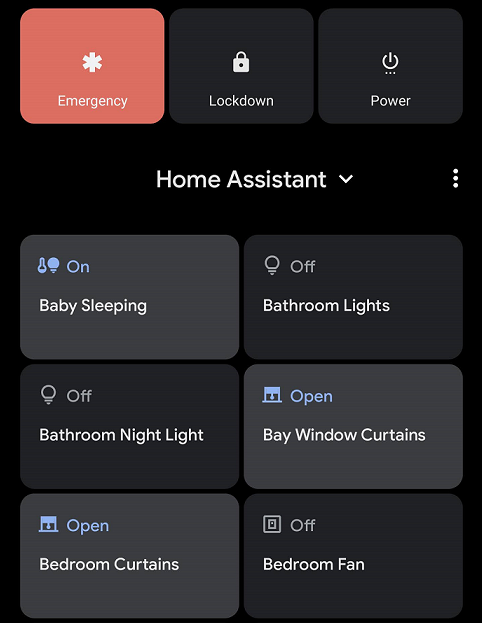 Emergency
Lockdown
Power
Home Assistant
On
Baby Sleeping
Off
Bathroom Lights
Off
Bathroom Night Light
Open
Bay Window Curtains
Open
Bedroom Curtains
Off
Bedroom Fan